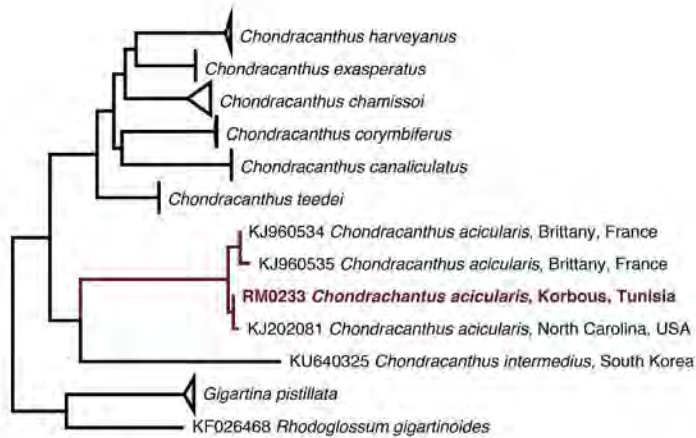 Chondracanthus harveyanus
Chondracanthus exasperatus
Chondracanthus chamissoi
Chondracanthus corymbiferus
Chondracanthus canaliculatus
Chondracanthus teedei
KJ960534 Chondracanthus acicularis, Brittany, France
KJ960535 Chondracanthus acicularis, Brittany, France
RM0233 Chondrachantus acicularis, Korbous, Tunisia
KJ202081 Chondracanthus acicularis, North Carolina, USA
KU640325 Chondracanthus intermedius, South Korea
Gigartina pistillata
KF026468 Rhodoglossum gigartinoides